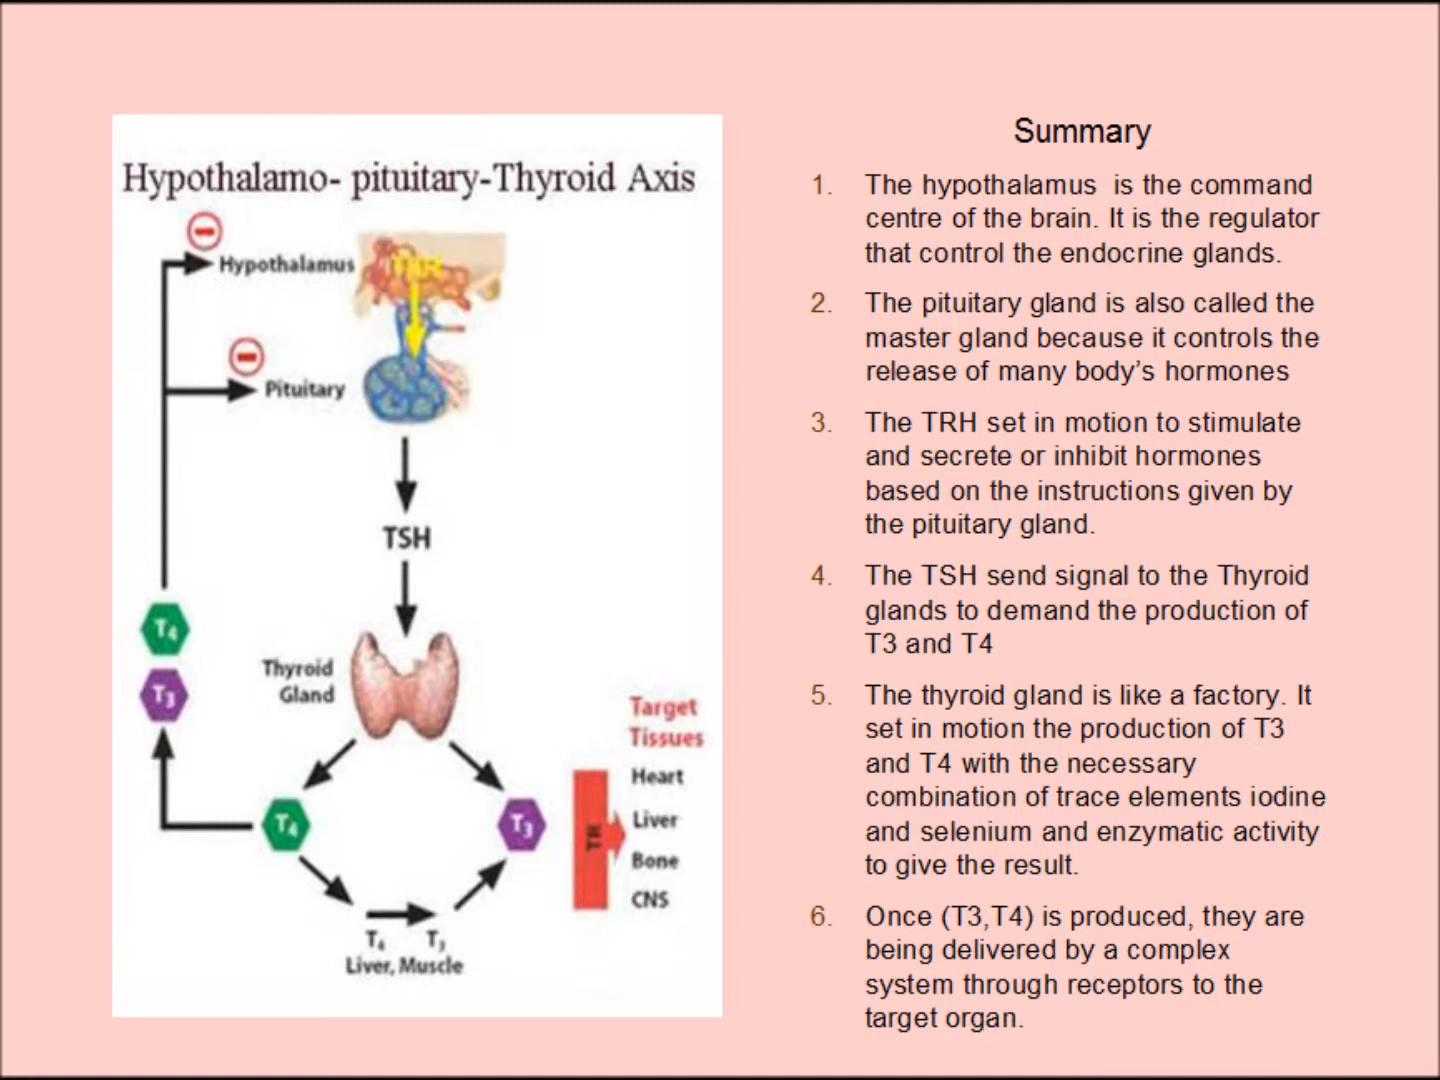 Hypothalamo- pituitary-Thyroid Axis
Hypothalamus
TRH
Pituitary
TSH
T4
T3
Thyroid
Gland
T4
T3
T4 T3
Liver, Muscle
TR
Target
Tissues
Heart
Liver
Bone
CNS
Summary
1. The hypothalamus is the command
centre of the brain. It is the regulator
that control the endocrine glands.
2. The pituitary gland is also called the
master gland because it controls the
release of many body’s hormones
3. The TRH set in motion to stimulate
and secrete or inhibit hormones
based on the instructions given by
the pituitary gland.
4. The TSH send signal to the Thyroid
glands to demand the production of
T3 and T4
5. The thyroid gland is like a factory. It
set in motion the production of T3
and T4 with the necessary
combination of trace elements iodine
and selenium and enzymatic activity
to give the result.
6. Once (T3,T4) is produced, they are
being delivered by a complex
system through receptors to the
target organ.